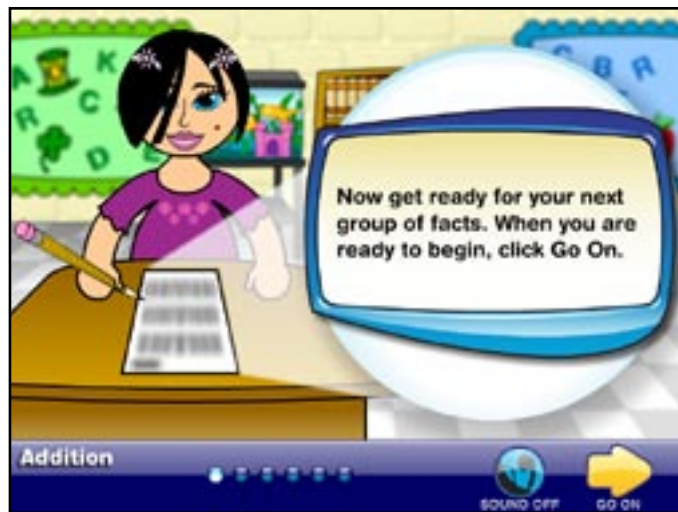 A K
R C
D
B R
Now get ready for your next
group of facts. When you are
ready to begin, click Go On.
Addition
SOUND OFF
GO ON